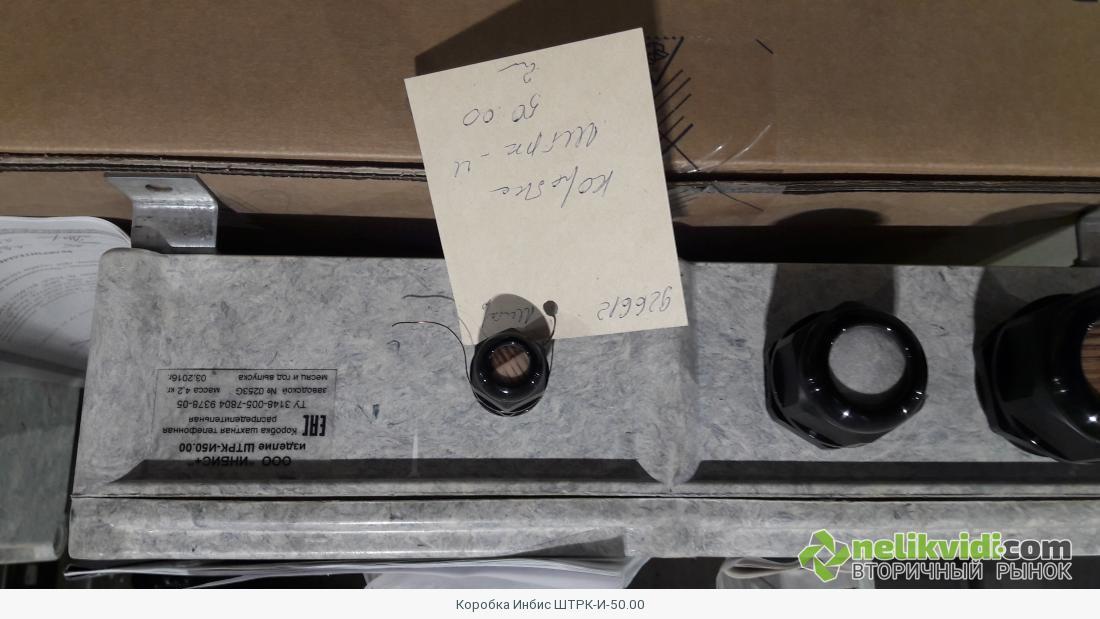 Коробка
Штрк-И
50.00
2
926612
ООО "ИНБИС+"
изделие ШТРК-И50.00
Коробка шахтная телефонная
распределительная
EAC
ТУ 3148-005-7804 9378-05
заводской № 0253G масса 4,2 кг
месяц и год выпуска 03.2016г.
nelikvidi.com
ВТОРИЧНЫЙ РЫНОК
Коробка Инбис ШТРК-И-50.00